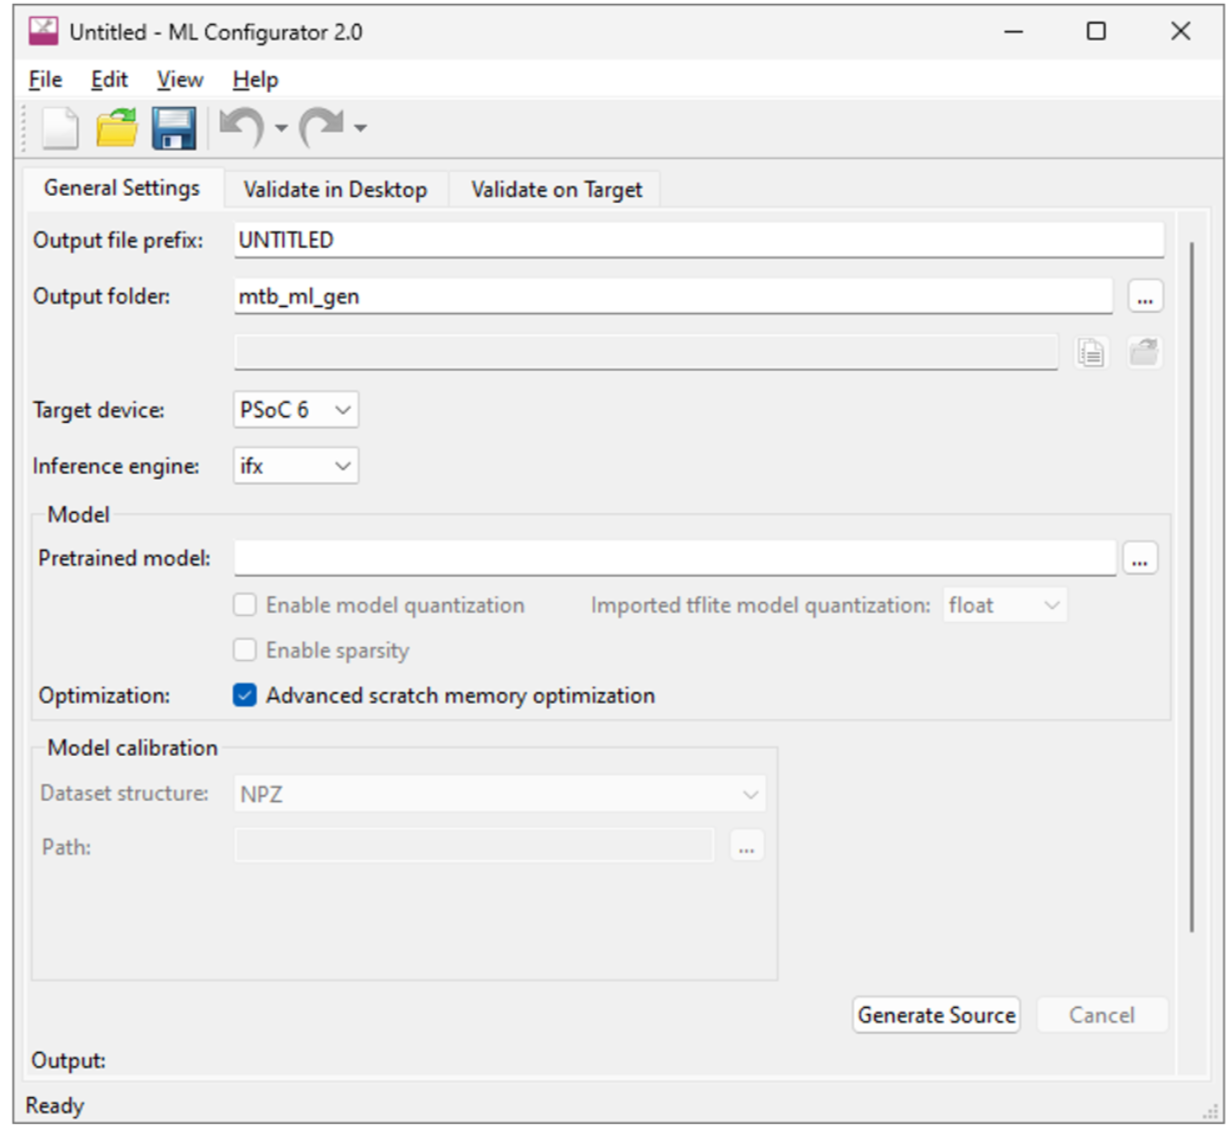 Untitled - ML Configurator 2.0
File Edit View Help
General Settings Validate in Desktop Validate on Target
Output file prefix: UNTITLED
Output folder: mtb_ml_gen ...
Target device: PSoC 6
Inference engine: ifx
Model
Pretrained model: ...
Enable model quantization Imported tflite model quantization: float
Enable sparsity
Optimization: Advanced scratch memory optimization
Model calibration
Dataset structure: NPZ
Path: ...
Generate Source Cancel
Output:
Ready